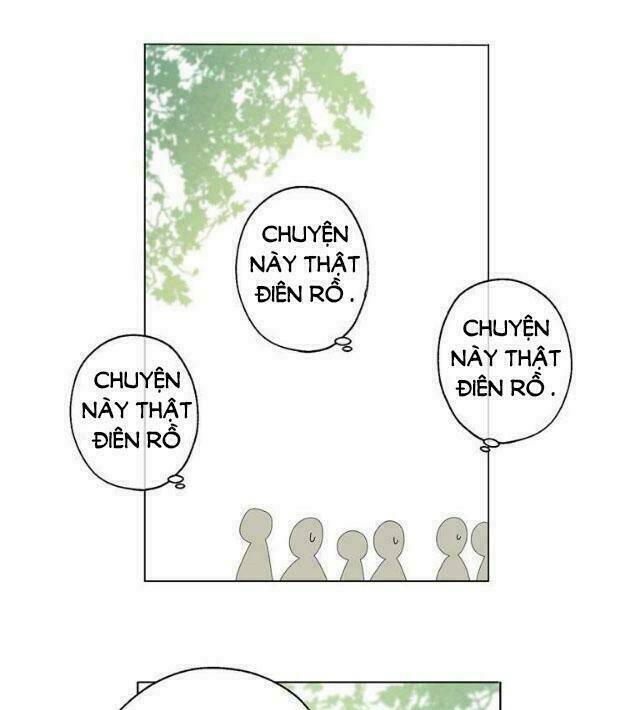 CHUYỆN
NÀY THẬT
ĐIÊN RỒ .
CHUYỆN
NÀY THẬT
ĐIÊN RỒ .
CHUYỆN
NÀY THẬT
ĐIÊN RỒ